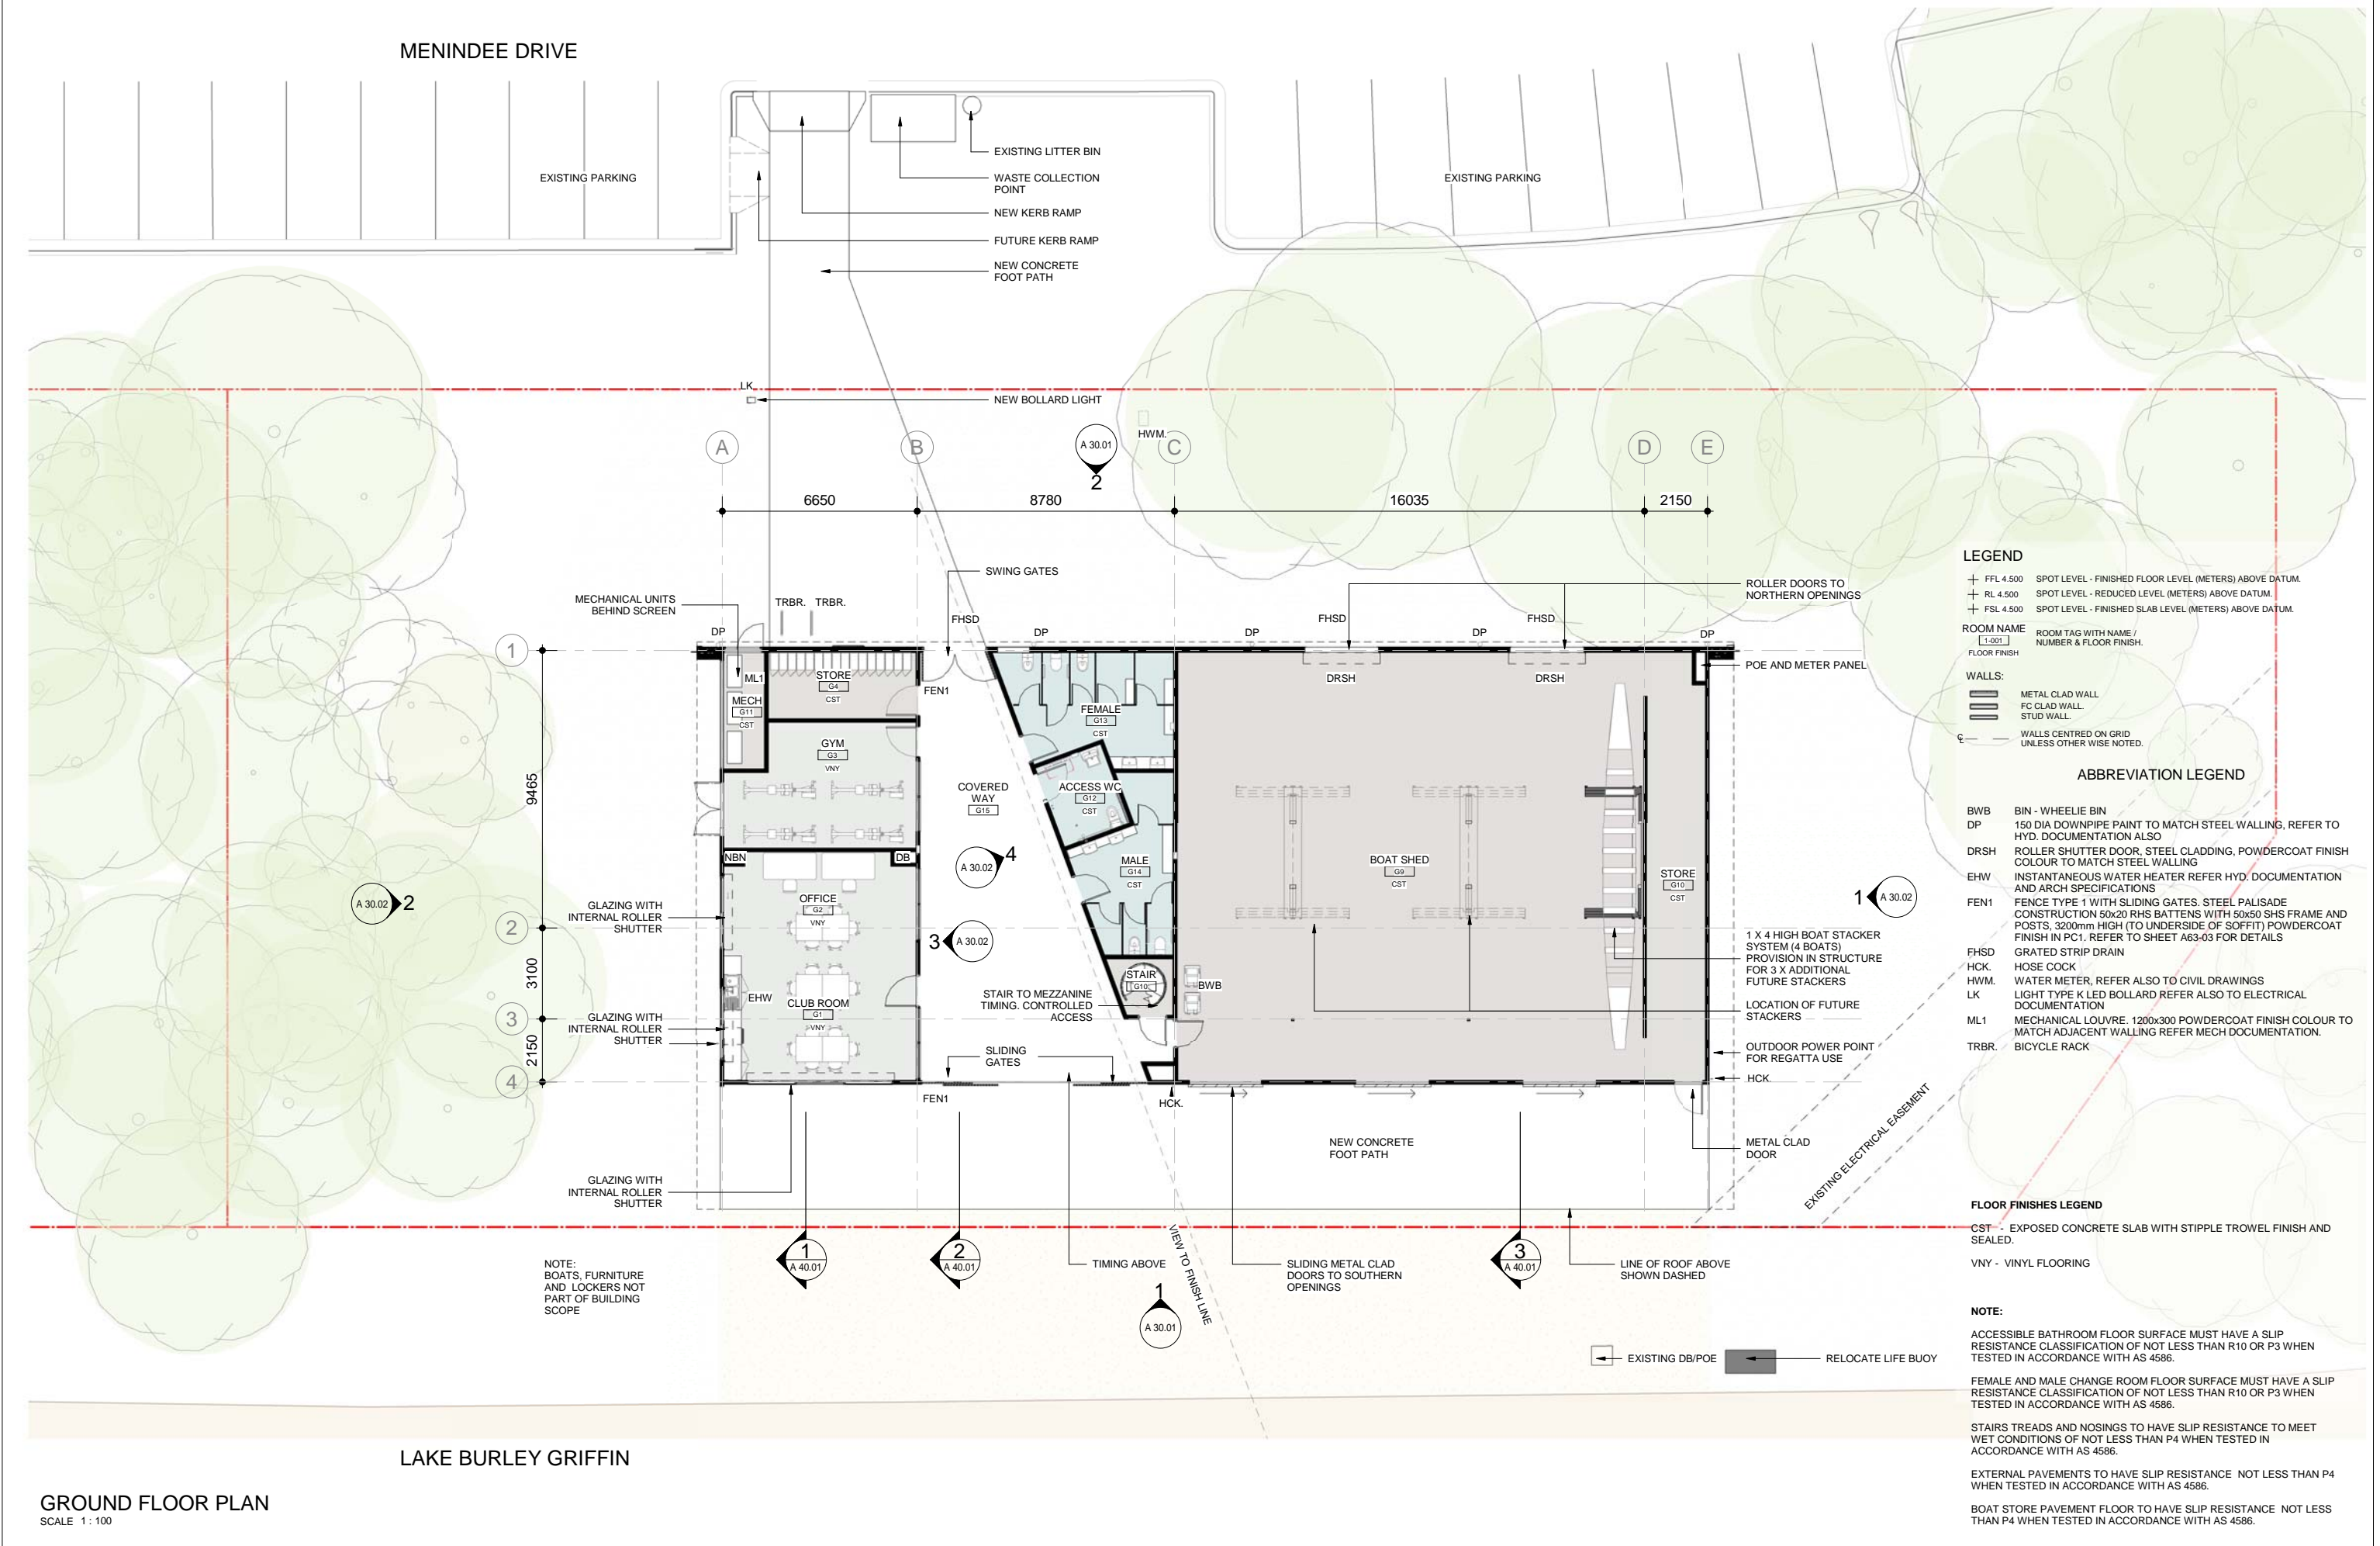 MENINDEE DRIVE
EXISTING PARKING
EXISTING LITTER BIN
WASTE COLLECTION
POINT
NEW KERB RAMP
FUTURE KERB RAMP
NEW CONCRETE
FOOT PATH
EXISTING PARKING
LK
NEW BOLLARD LIGHT
HWM.
A
B
A 30.01
2
C
D
E
6650
8780
16035
2150
SWING GATES
MECHANICAL UNITS
BEHIND SCREEN
TRBR.
TRBR.
ROLLER DOORS TO
NORTHERN OPENINGS
DP
FHSD
DP
DP
FHSD
DP
FHSD
DP
1
2
3
4
9465
3100
2150
ML1
MECH
G11
CST
STORE
G4
CST
FEN1
GYM
G3
VNY
FEMALE
G13
CST
DRSH
DRSH
POE AND METER PANEL
COVERED
WAY
G15
ACCESS WC
G12
CST
NBN
DB
A 30.02
4
MALE
G14
CST
BOAT SHED
G9
CST
STORE
G10
CST
A 30.02
2
1
A 30.02
OFFICE
G2
VNY
GLAZING WITH
INTERNAL ROLLER
SHUTTER
3
A 30.02
1 X 4 HIGH BOAT STACKER
SYSTEM (4 BOATS)
PROVISION IN STRUCTURE
FOR 3 X ADDITIONAL
FUTURE STACKERS
STAIR
G10
BWB
EHW
CLUB ROOM
G1
VNY
STAIR TO MEZZANINE
TIMING. CONTROLLED
ACCESS
LOCATION OF FUTURE
STACKERS
GLAZING WITH
INTERNAL ROLLER
SHUTTER
SLIDING
GATES
OUTDOOR POWER POINT
FOR REGATTA USE
HCK.
FEN1
HCK.
NEW CONCRETE
FOOT PATH
METAL CLAD
DOOR
GLAZING WITH
INTERNAL ROLLER
SHUTTER
EXISTING ELECTRICAL EASEMENT
VIEW TO FINISH LINE
NOTE:
BOATS, FURNITURE
AND LOCKERS NOT
PART OF BUILDING
SCOPE
1
A 40.01
2
A 40.01
TIMING ABOVE
SLIDING METAL CLAD
DOORS TO SOUTHERN
OPENINGS
3
A 40.01
LINE OF ROOF ABOVE
SHOWN DASHED
1
A 30.01
EXISTING DB/POE
RELOCATE LIFE BUOY
LAKE BURLEY GRIFFIN
GROUND FLOOR PLAN
SCALE 1 : 100
LEGEND
FFL 4.500 SPOT LEVEL - FINISHED FLOOR LEVEL (METERS) ABOVE DATUM.
RL 4.500 SPOT LEVEL - REDUCED LEVEL (METERS) ABOVE DATUM.
FSL 4.500 SPOT LEVEL - FINISHED SLAB LEVEL (METERS) ABOVE DATUM.
ROOM NAME
1-001
FLOOR FINISH
ROOM TAG WITH NAME /
NUMBER & FLOOR FINISH.
WALLS:
METAL CLAD WALL
FC CLAD WALL.
STUD WALL.
WALLS CENTRED ON GRID
UNLESS OTHER WISE NOTED.
ABBREVIATION LEGEND
BWB BIN - WHEELIE BIN
DP 150 DIA DOWNPIPE PAINT TO MATCH STEEL WALLING, REFER TO
HYD. DOCUMENTATION ALSO
DRSH ROLLER SHUTTER DOOR, STEEL CLADDING, POWDERCOAT FINISH
COLOUR TO MATCH STEEL WALLING
EHW INSTANTANEOUS WATER HEATER REFER HYD. DOCUMENTATION
AND ARCH SPECIFICATIONS
FEN1 FENCE TYPE 1 WITH SLIDING GATES. STEEL PALISADE
CONSTRUCTION 50x20 RHS BATTENS WITH 50x50 SHS FRAME AND
POSTS, 3200mm HIGH (TO UNDERSIDE OF SOFFIT) POWDERCOAT
FINISH IN PC1. REFER TO SHEET A63-03 FOR DETAILS
FHSD GRATED STRIP DRAIN
HCK. HOSE COCK
HWM. WATER METER, REFER ALSO TO CIVIL DRAWINGS
LK LIGHT TYPE K LED BOLLARD REFER ALSO TO ELECTRICAL
DOCUMENTATION
ML1 MECHANICAL LOUVRE. 1200x300 POWDERCOAT FINISH COLOUR TO
MATCH ADJACENT WALLING REFER MECH DOCUMENTATION.
TRBR. BICYCLE RACK
FLOOR FINISHES LEGEND
CST - EXPOSED CONCRETE SLAB WITH STIPPLE TROWEL FINISH AND
SEALED.
VNY - VINYL FLOORING
NOTE:
ACCESSIBLE BATHROOM FLOOR SURFACE MUST HAVE A SLIP
RESISTANCE CLASSIFICATION OF NOT LESS THAN R10 OR P3 WHEN
TESTED IN ACCORDANCE WITH AS 4586.
FEMALE AND MALE CHANGE ROOM FLOOR SURFACE MUST HAVE A SLIP
RESISTANCE CLASSIFICATION OF NOT LESS THAN R10 OR P3 WHEN
TESTED IN ACCORDANCE WITH AS 4586.
STAIRS TREADS AND NOSINGS TO HAVE SLIP RESISTANCE TO MEET
WET CONDITIONS OF NOT LESS THAN P4 WHEN TESTED IN
ACCORDANCE WITH AS 4586.
EXTERNAL PAVEMENTS TO HAVE SLIP RESISTANCE NOT LESS THAN P4
WHEN TESTED IN ACCORDANCE WITH AS 4586.
BOAT STORE PAVEMENT FLOOR TO HAVE SLIP RESISTANCE NOT LESS
THAN P4 WHEN TESTED IN ACCORDANCE WITH AS 4586.